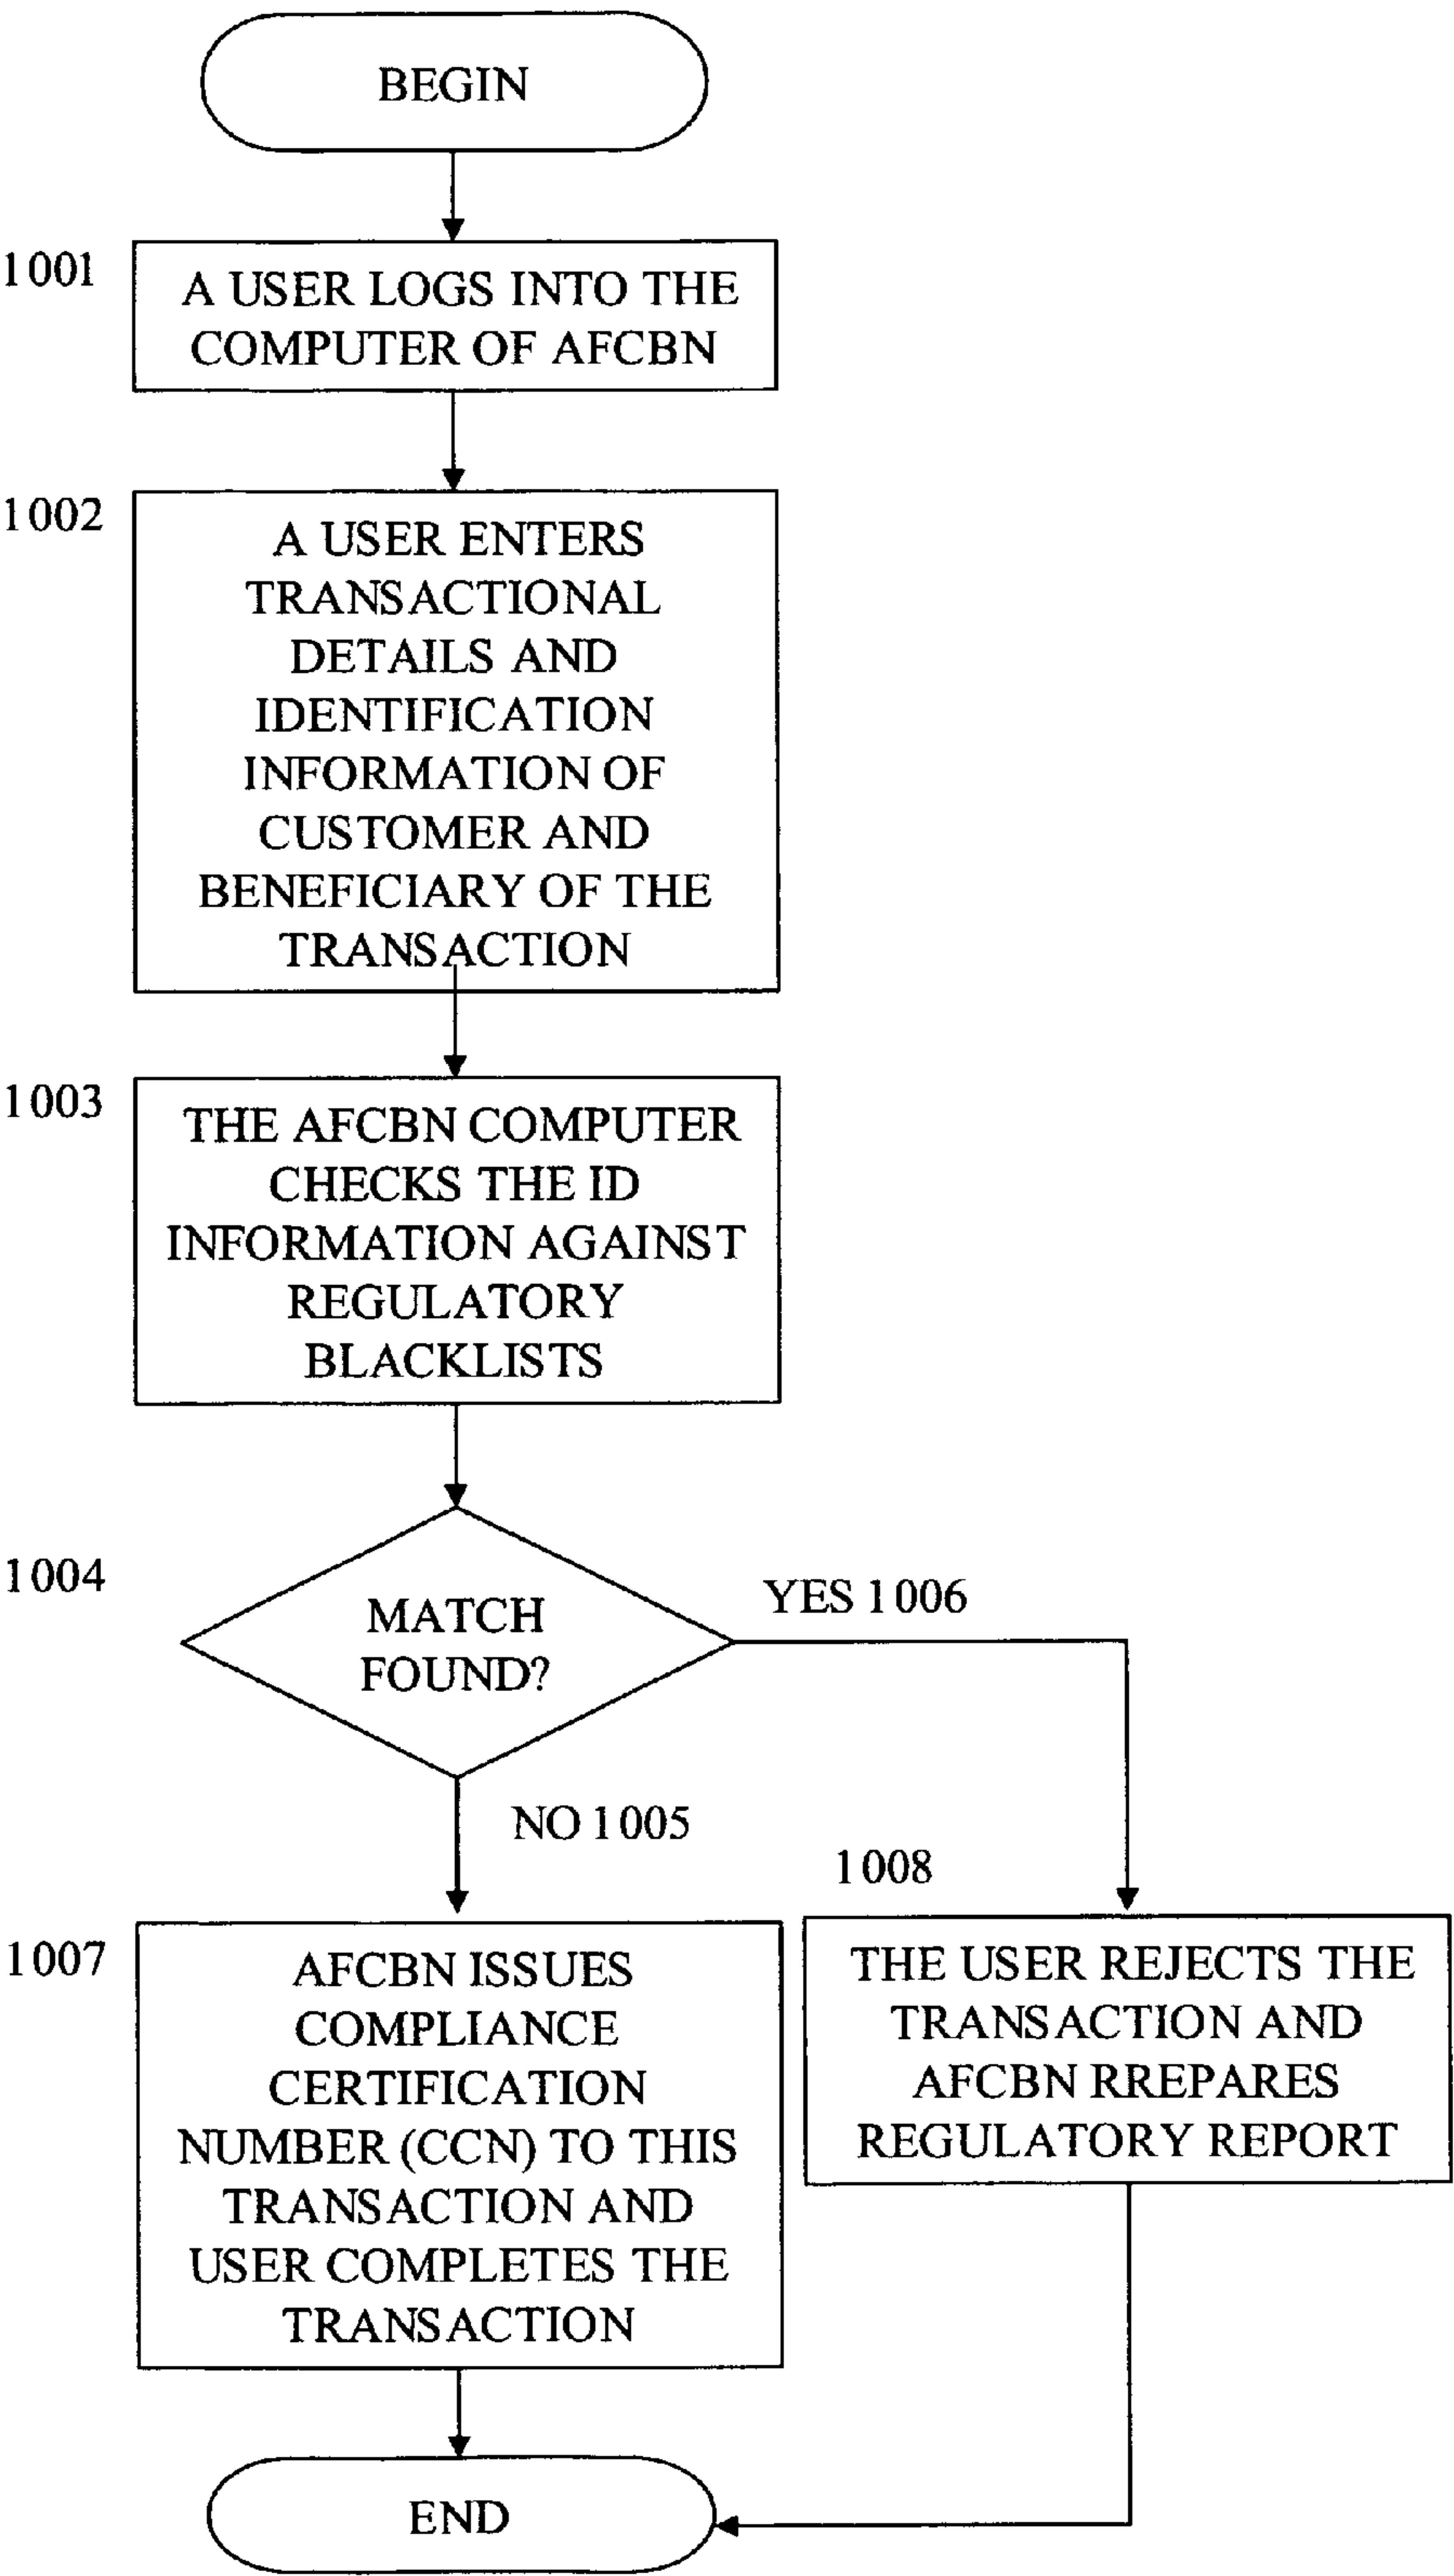 BEGIN
1001
A USER LOGS INTO THE
COMPUTER OF AFCBN
1002
A USER ENTERS
TRANSACTIONAL
DETAILS AND
IDENTIFICATION
INFORMATION OF
CUSTOMER AND
BENEFICIARY OF THE
TRANSACTION
1003
THE AFCBN COMPUTER
CHECKS THE ID
INFORMATION AGAINST
REGULATORY
BLACKLISTS
1004
MATCH
FOUND?
YES 1006
NO 1005
1007
AFCBN ISSUES
COMPLIANCE
CERTIFICATION
NUMBER (CCN) TO THIS
TRANSACTION AND
USER COMPLETES THE
TRANSACTION
1008
THE USER REJECTS THE
TRANSACTION AND
AFCBN RREPARES
REGULATORY REPORT
END